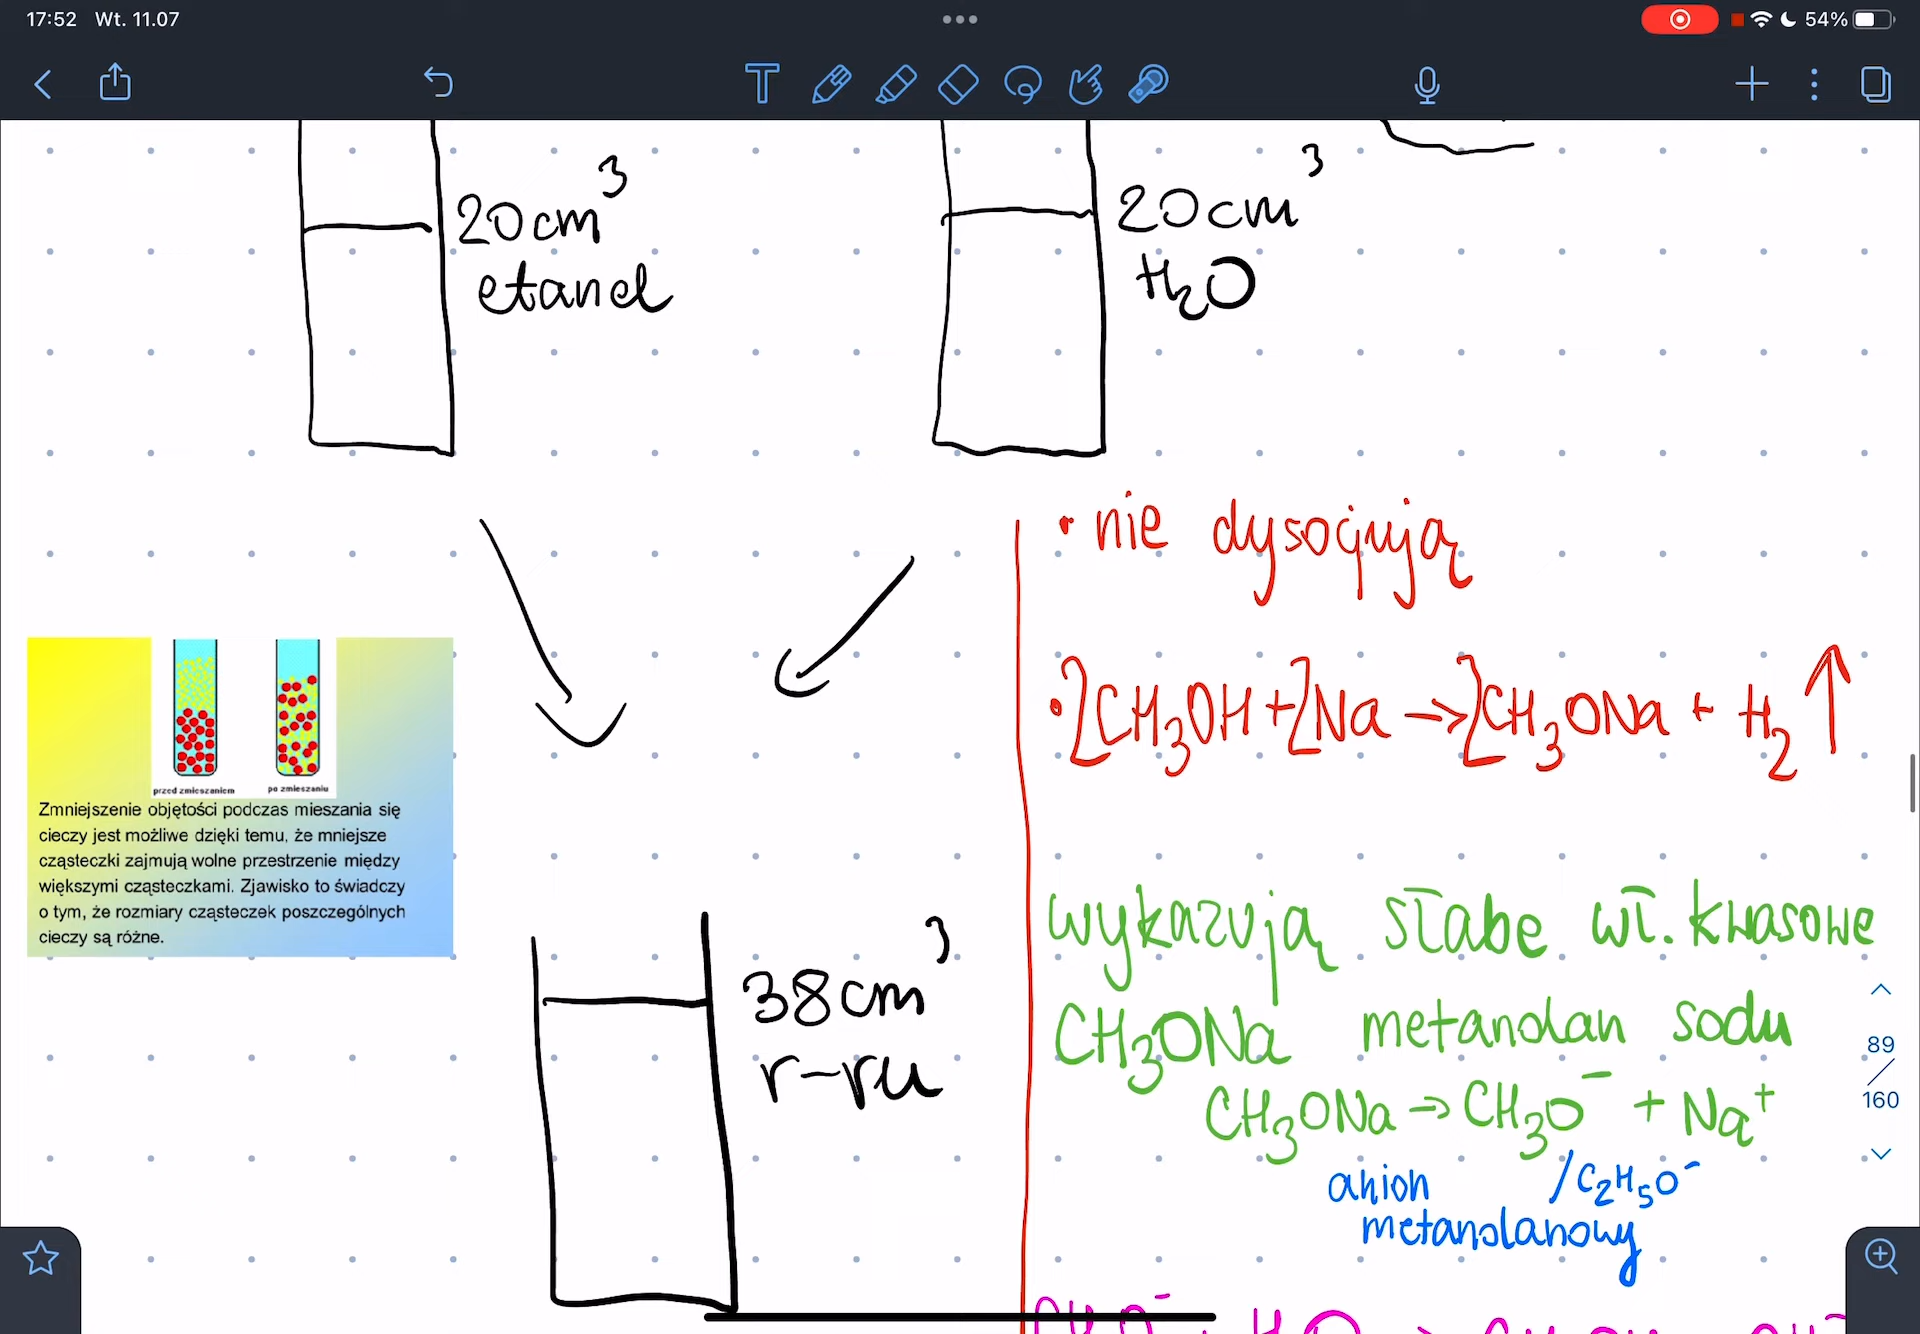 17:52 Wt. 11.07
54%
20cm³
etanol
20cm³
H₂O
• nie dysocjują
• 2CH₃OH + 2Na → 2CH₃ONa + H₂ ↑
przed zmieszaniem
po zmieszaniu
Zmniejszenie objętości podczas mieszania się
cieczy jest możliwe dzięki temu, że mniejsze
cząsteczki zajmują wolne przestrzenie między
większymi cząsteczkami. Zjawisko to świadczy
o tym, że rozmiary cząsteczek poszczególnych
cieczy są różne.
38cm³
r-ru
wykazują słabe wł. kwasowe
CH₃ONa metanolan sodu
CH₃ONa → CH₃O⁻ + Na⁺
anion / C₂H₅O⁻
metanolanowy
89
/
160